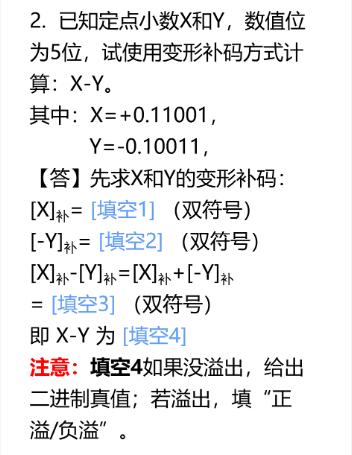 2. 已知定点小数X和Y，数值位
为5位，试使用变形补码方式计
算：X-Y。
其中：X=+0.11001，
Y=-0.10011，
【答】先求X和Y的变形补码：
[X]补= [填空1] （双符号）
[-Y]补= [填空2] （双符号）
[X]补-[Y]补=[X]补+[-Y]补
= [填空3] （双符号）
即 X-Y 为 [填空4]
注意：填空4如果没溢出，给出
二进制真值；若溢出，填“正
溢/负溢”。